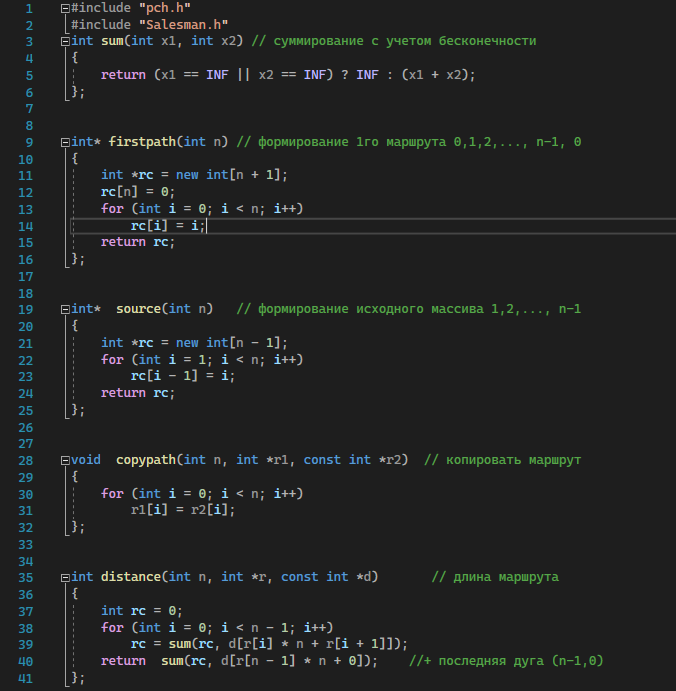 1 #include "pch.h"
2 #include "Salesman.h"
3 int sum(int x1, int x2) // суммирование с учетом бесконечности
4 {
5     return (x1 == INF || x2 == INF) ? INF : (x1 + x2);
6 };
7
8
9 int* firstpath(int n) // формирование 1го маршрута 0,1,2,..., n-1, 0
10 {
11     int *rc = new int[n + 1];
12     rc[n] = 0;
13     for (int i = 0; i < n; i++)
14         rc[i] = i;
15     return rc;
16 };
17
18
19 int*  source(int n)   // формирование исходного массива 1,2,..., n-1
20 {
21     int *rc = new int[n - 1];
22     for (int i = 1; i < n; i++)
23         rc[i - 1] = i;
24     return rc;
25 };
26
27
28 void  copypath(int n, int *r1, const int *r2)  // копировать маршрут
29 {
30     for (int i = 0; i < n; i++)
31         r1[i] = r2[i];
32 };
33
34
35 int distance(int n, int *r, const int *d)       // длина маршрута
36 {
37     int rc = 0;
38     for (int i = 0; i < n - 1; i++)
39         rc = sum(rc, d[r[i] * n + r[i + 1]]);
40     return  sum(rc, d[r[n - 1] * n + 0]);    //+ последняя дуга (n-1,0)
41 };